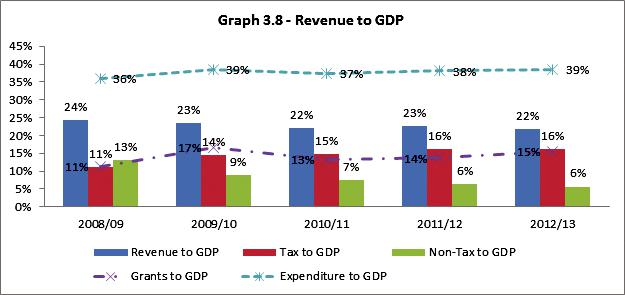 Graph 3.8 - Revenue to GDP
45%
40%
35%
30%
25%
20%
15%
10%
5%
0%
36% 39% 37% 38% 39%
24% 23% 22% 23% 22%
11% 14% 15% 16% 16%
13% 9% 7% 6% 6%
11% 17% 13% 14% 15%
2008/09 2009/10 2010/11 2011/12 2012/13
Revenue to GDP Tax to GDP Non-Tax to GDP
Grants to GDP Expenditure to GDP